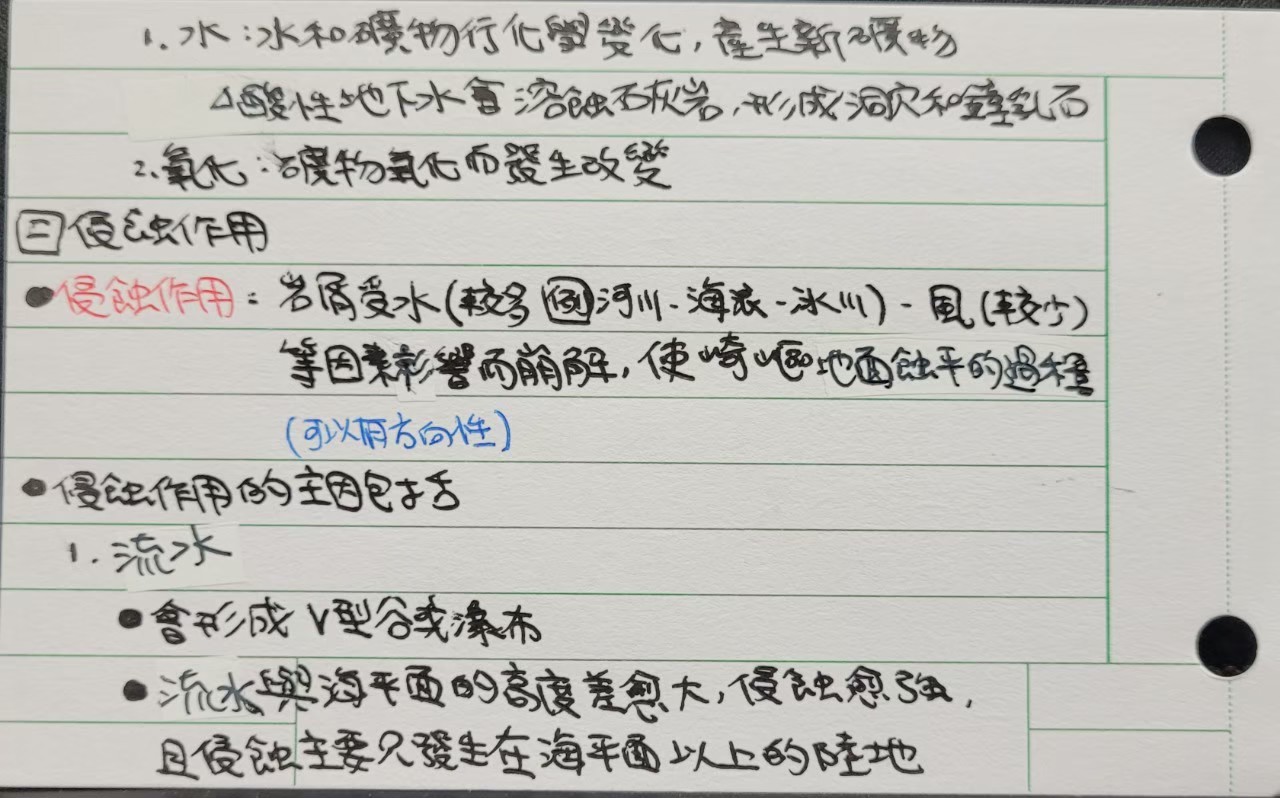 1. 水:水和礦物行化學變化,產生新礦物
△酸性地下水會溶蝕石灰岩,形成洞穴和鐘乳石
2. 氧化:礦物氧化而發生改變
三 侵蝕作用
●侵蝕作用:岩屑受水(較多 例 河川、海浪、冰川)、風(較少)
等因素影響而崩解,使崎嶇地面蝕平的過程
(可以有方向性)
●侵蝕作用的主因包括
1. 流水
●會形成V型谷或瀑布
●流水與海平面的高度差愈大,侵蝕愈強,
且侵蝕主要只發生在海平面以上的陸地